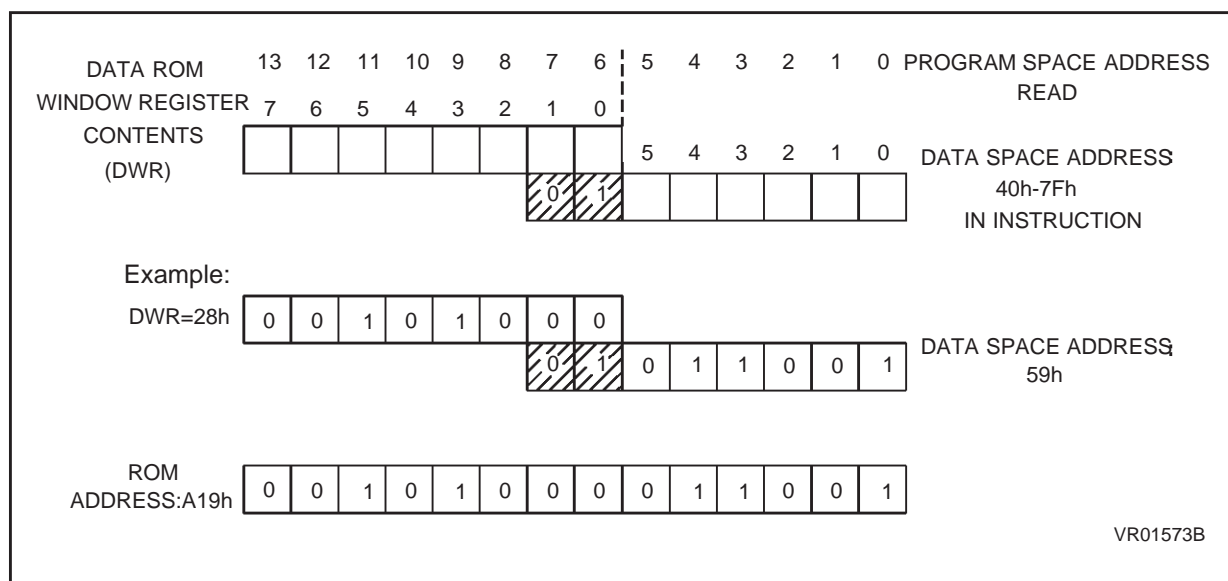 DATA ROM
WINDOW REGISTER
CONTENTS
(DWR)
13 12 11 10 9 8 7 6 5 4 3 2 1 0
PROGRAM SPACE ADDRESS
READ
7 6 5 4 3 2 1 0
5 4 3 2 1 0
DATA SPACE ADDRESS:
40h-7Fh
IN INSTRUCTION
0 1
Example:
DWR=28h
0 0 1 0 1 0 0 0
0 1 0 1 1 0 0 1
DATA SPACE ADDRESS:
59h
ROM
ADDRESS:A19h
0 0 1 0 1 0 0 0 0 1 1 0 0 1
VR01573B